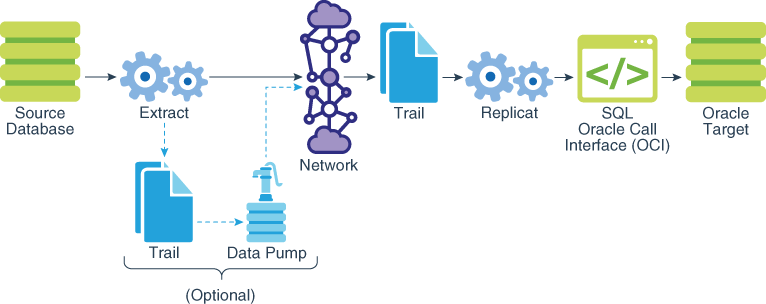 Source
Database
Extract
Network
Trail
Replicat
</>
SQL
Oracle Call
Interface (OCI)
Oracle
Target
Trail
Data Pump
(Optional)